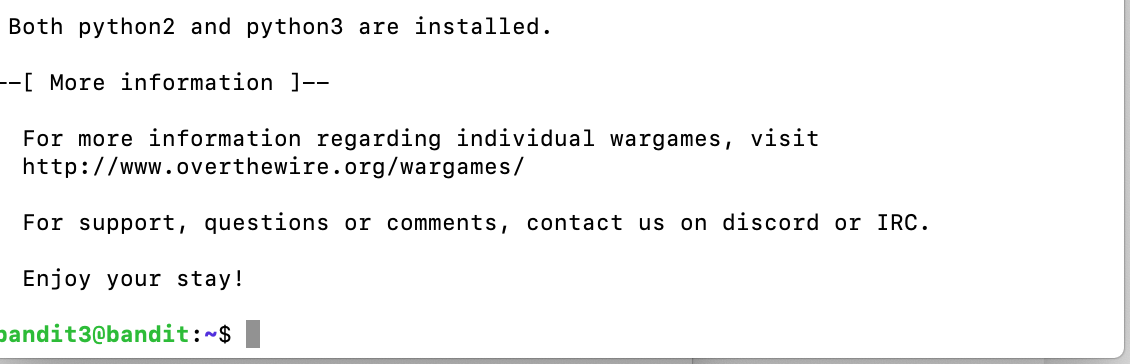 Both python2 and python3 are installed.
--[ More information ]--
For more information regarding individual wargames, visit
http://www.overthewire.org/wargames/
For support, questions or comments, contact us on discord or IRC.
Enjoy your stay!
bandit3@bandit:~$